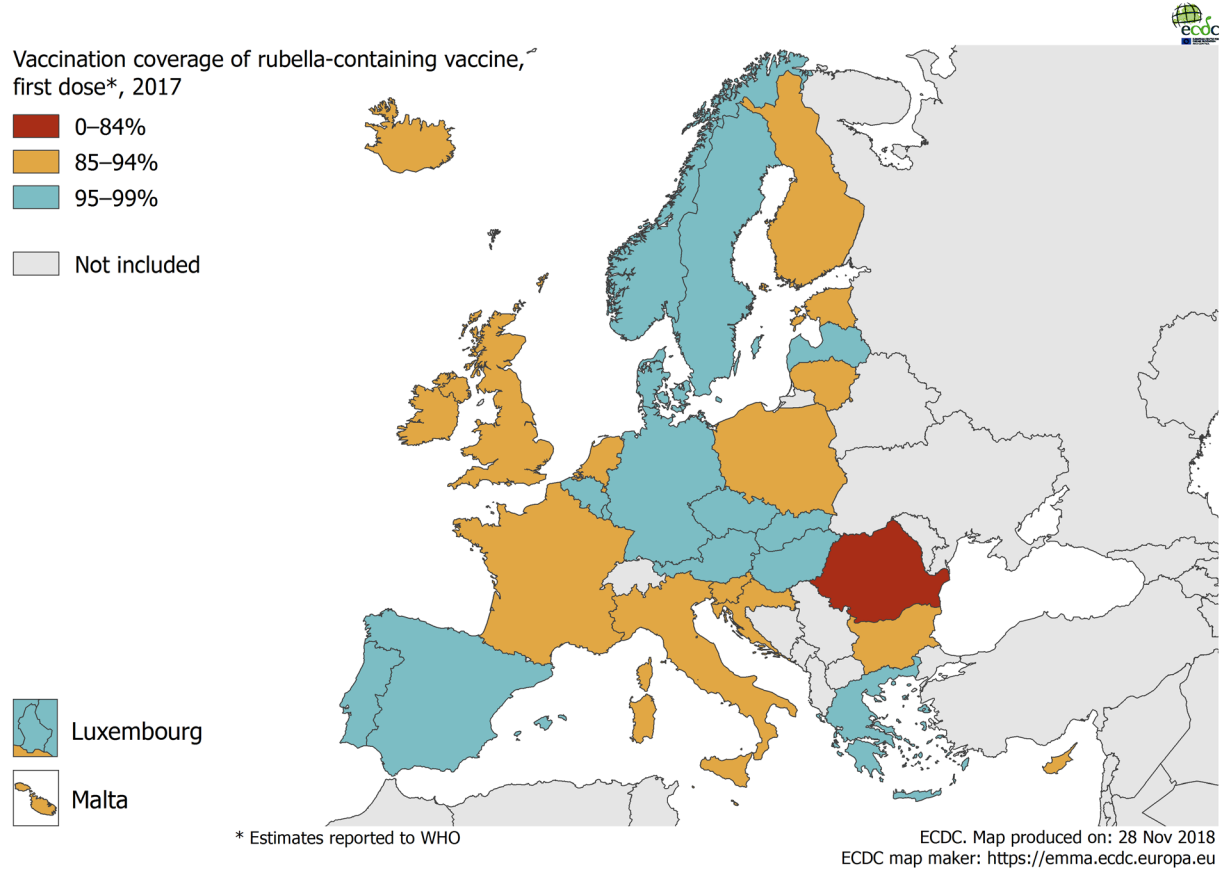 ecdc
Vaccination coverage of rubella-containing vaccine,
first dose*, 2017
0–84%
85–94%
95–99%
Not included
Luxembourg
Malta
* Estimates reported to WHO
ECDC. Map produced on: 28 Nov 2018
ECDC map maker: https://emma.ecdc.europa.eu